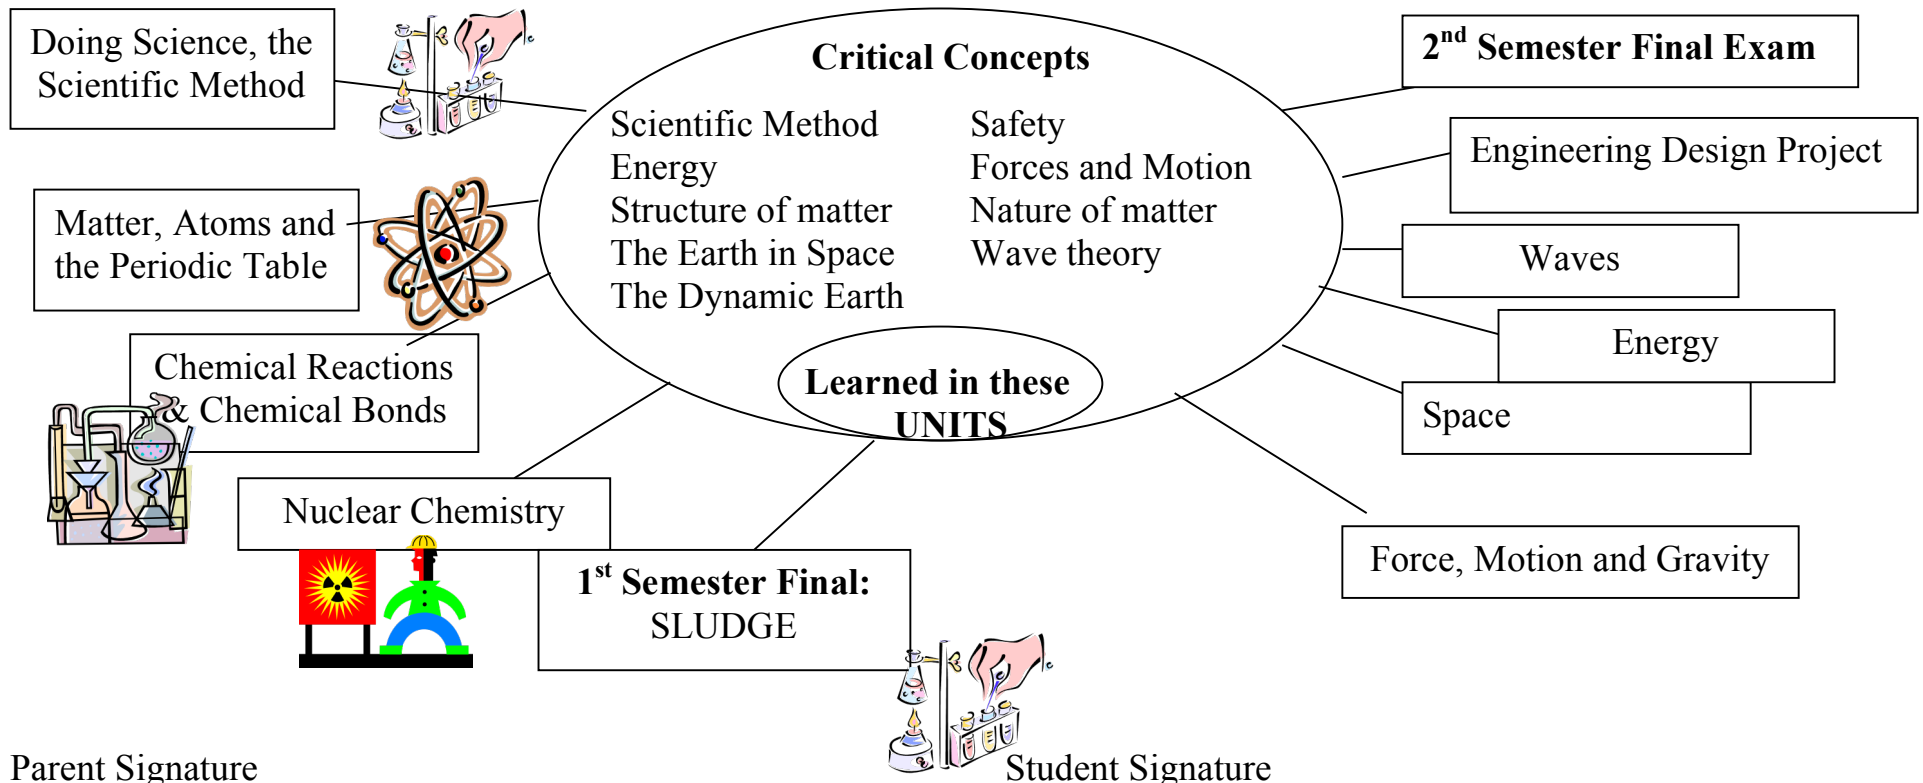 Doing Science, the
Scientific Method
Matter, Atoms and
the Periodic Table
Chemical Reactions
& Chemical Bonds
Nuclear Chemistry
1st Semester Final:
SLUDGE
Critical Concepts
Scientific Method
Safety
Energy
Forces and Motion
Structure of matter
Nature of matter
The Earth in Space
Wave theory
The Dynamic Earth
Learned in these
UNITS
2nd Semester Final Exam
Engineering Design Project
Waves
Energy
Space
Force, Motion and Gravity
Parent Signature
Student Signature